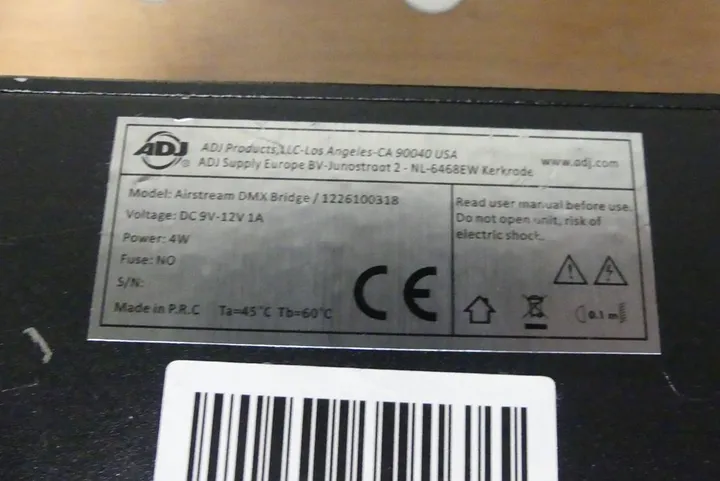 ADJ
®
ADJ Products,LLC-Los Angeles-CA 90040 USA
ADJ Supply Europe BV-Junostraat 2 - NL-6468EW Kerkrade
www.adj.com
Model: Airstream DMX Bridge / 1226100318
Voltage: DC 9V-12V 1A
Power: 4W
Fuse: NO
S/N:
Made in P.R.C Ta=45°C Tb=60°C
CE
Read user manual before use.
Do not open unit, risk of
electric shock.
0.1 m